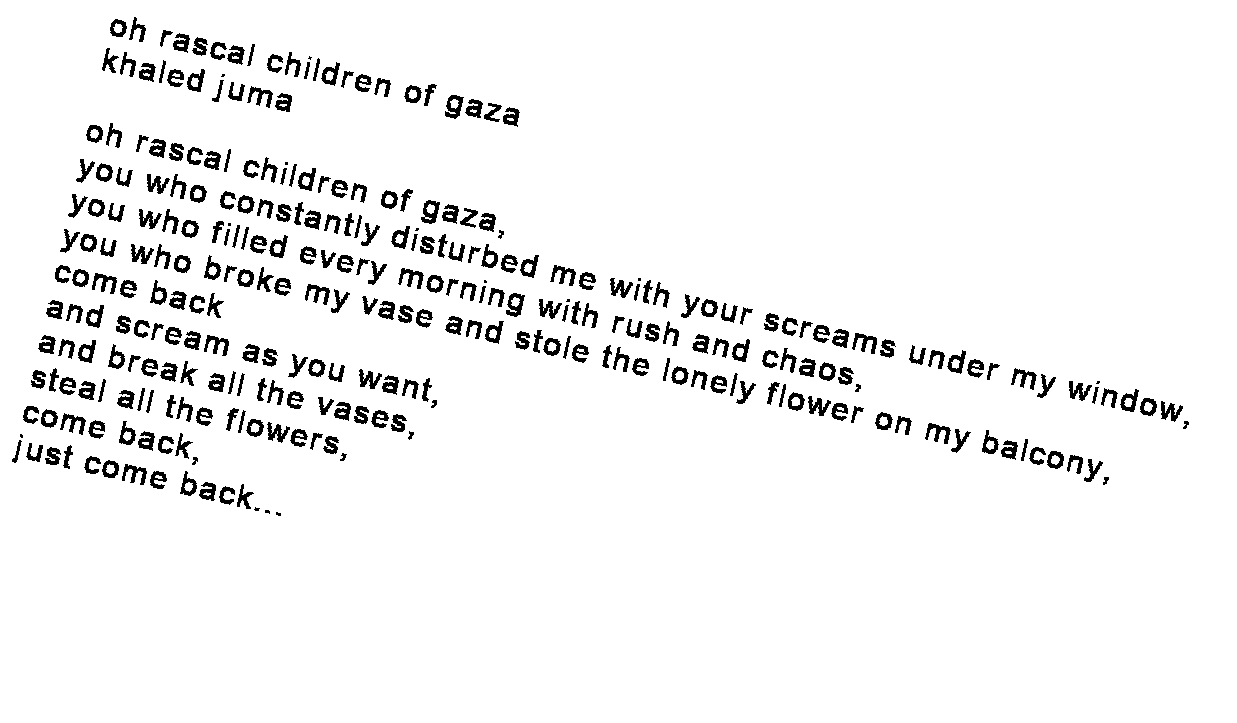 oh rascal children of gaza
khaled juma

oh rascal children of gaza,
you who constantly disturbed me with your screams under my window,
you who filled every morning with rush and chaos,
you who broke my vase and stole the lonely flower on my balcony,
come back
and scream as you want,
and break all the vases,
steal all the flowers,
come back,
just come back...